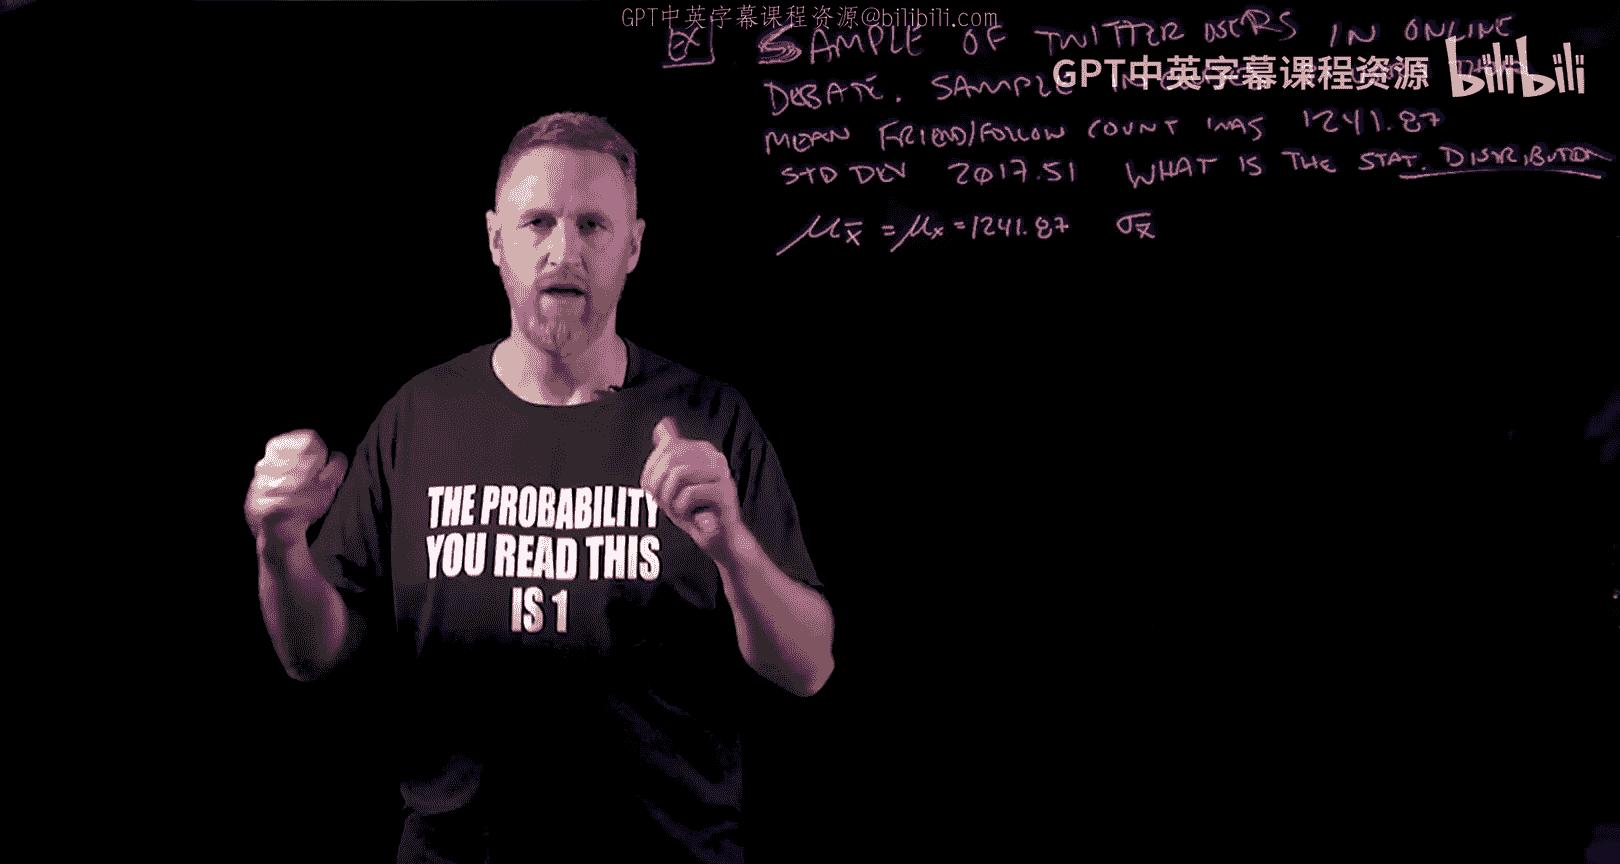 GPT中英字幕课程资源@bilibili.com
EX SAMPLE OF TWITTER USERS IN ONLINE
GPT中英字幕课程资源 bilibili
DEBATE. SAMPLE
MEAN FRIEND/FOLLOW COUNT WAS 1241.87
STD DEV 2017.51 WHAT IS THE STAT. DISTRIBUTION
μx̄ = μx = 1241.87 σx̄
THE PROBABILITY
YOU READ THIS
IS 1